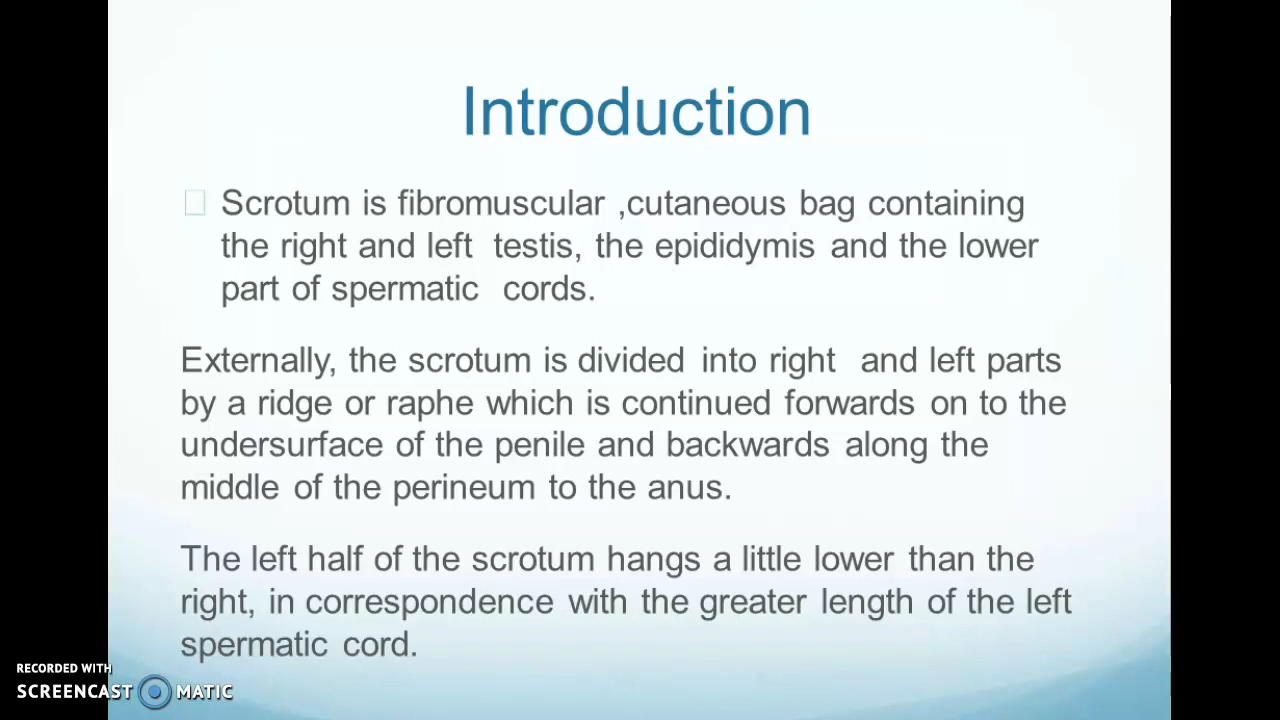 Introduction
Scrotum is fibromuscular ,cutaneous bag containing
the right and left testis, the epididymis and the lower
part of spermatic cords.
Externally, the scrotum is divided into right and left parts
by a ridge or raphe which is continued forwards on to the
undersurface of the penile and backwards along the
middle of the perineum to the anus.
The left half of the scrotum hangs a little lower than the
right, in correspondence with the greater length of the left
spermatic cord.
RECORDED WITH
SCREENCAST MATIC